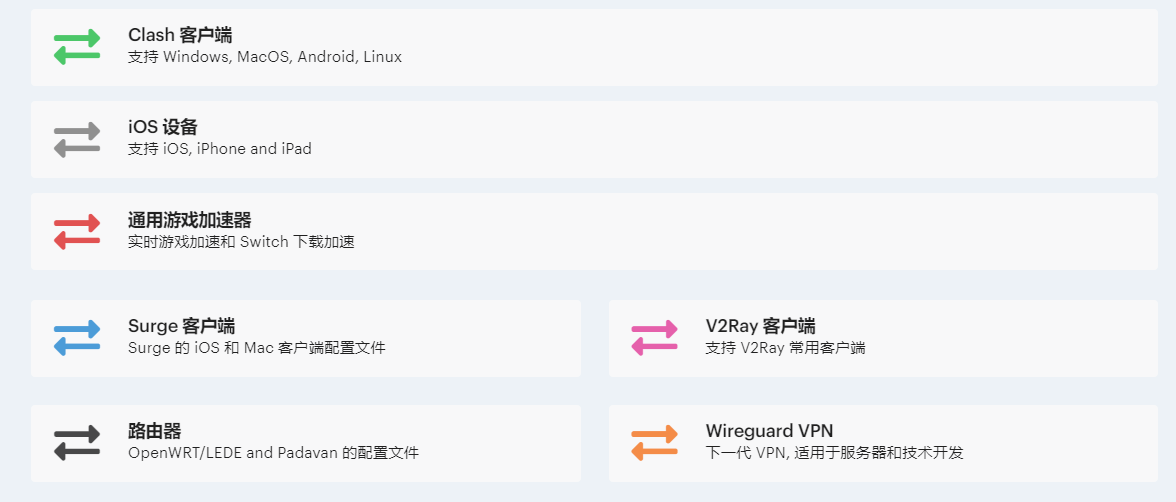 Clash 客户端
支持 Windows, MacOS, Android, Linux
iOS 设备
支持 iOS, iPhone and iPad
通用游戏加速器
实时游戏加速和 Switch 下载加速
Surge 客户端
Surge 的 iOS 和 Mac 客户端配置文件
V2Ray 客户端
支持 V2Ray 常用客户端
路由器
OpenWRT/LEDE and Padavan 的配置文件
Wireguard VPN
下一代 VPN, 适用于服务器和技术开发